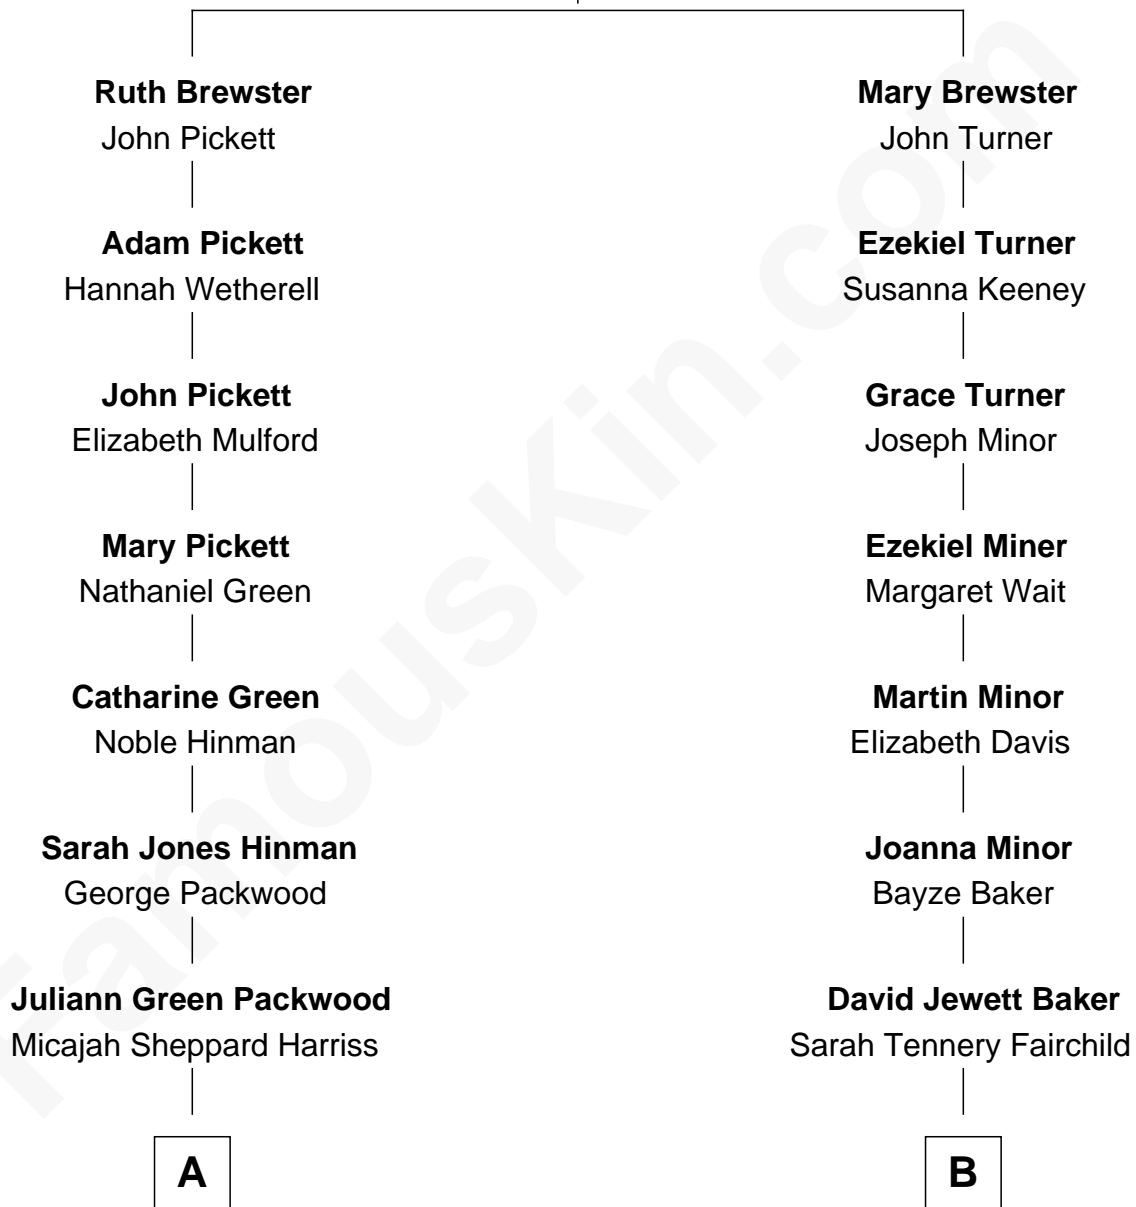 Ruth Brewster
John Pickett
Adam Pickett
Hannah Wetherell
John Pickett
Elizabeth Mulford
Mary Pickett
Nathaniel Green
Catharine Green
Noble Hinman
Sarah Jones Hinman
George Packwood
Juliann Green Packwood
Micajah Sheppard Harriss
A
Mary Brewster
John Turner
Ezekiel Turner
Susanna Keeney
Grace Turner
Joseph Minor
Ezekiel Miner
Margaret Wait
Martin Minor
Elizabeth Davis
Joanna Minor
Bayze Baker
David Jewett Baker
Sarah Tennery Fairchild
B
FamousKin.com